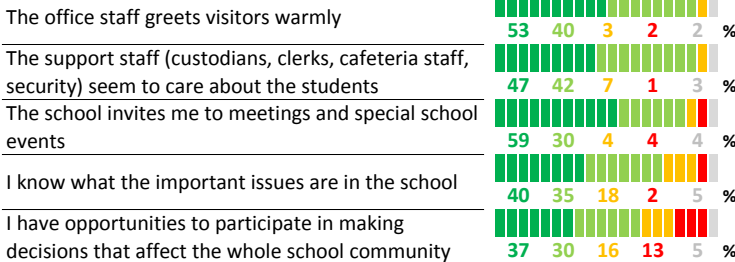 The office staff greets visitors warmly
53 40 3 2 2 %
The support staff (custodians, clerks, cafeteria staff,
security) seem to care about the students
47 42 7 1 3 %
The school invites me to meetings and special school
events
59 30 4 4 4 %
I know what the important issues are in the school
40 35 18 2 5 %
I have opportunities to participate in making
decisions that affect the whole school community
37 30 16 13 5 %